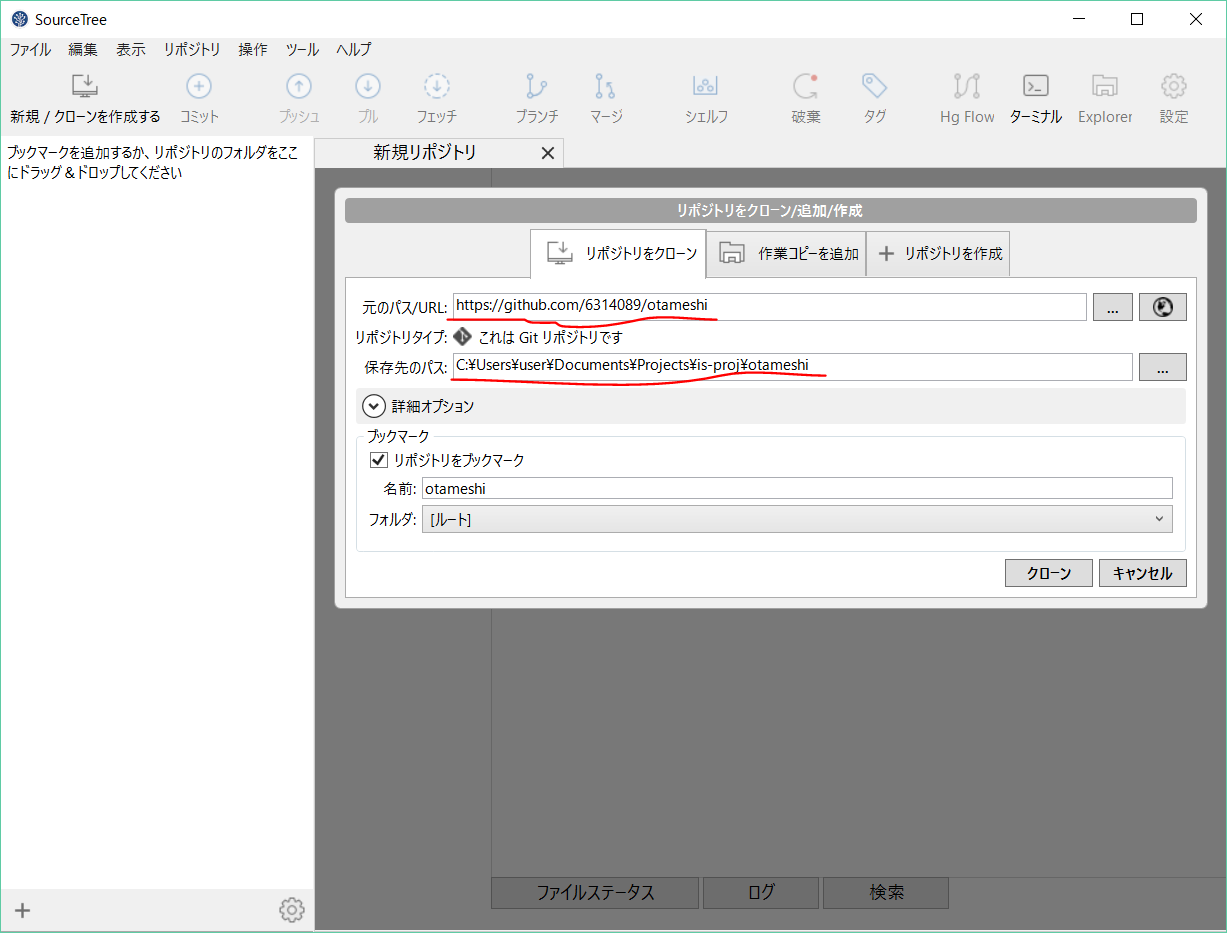 SourceTree
ファイル 編集 表示 リポジトリ 操作 ツール ヘルプ
新規 / クローンを作成する コミット プッシュ プル フェッチ ブランチ マージ シェルフ 破棄 タグ Hg Flow ターミナル Explorer 設定
ブックマークを追加するか、リポジトリのフォルダをここ
にドラッグ＆ドロップしてください
新規リポジトリ
リポジトリをクローン/追加/作成
リポジトリをクローン 作業コピーを追加 リポジトリを作成
元のパス/URL: https://github.com/6314089/otameshi ...
リポジトリタイプ: これは Git リポジトリです
保存先のパス: C:¥Users¥user¥Documents¥Projects¥is-proj¥otameshi ...
詳細オプション
ブックマーク
リポジトリをブックマーク
名前: otameshi
フォルダ: [ルート]
クローン キャンセル
ファイルステータス ログ 検索